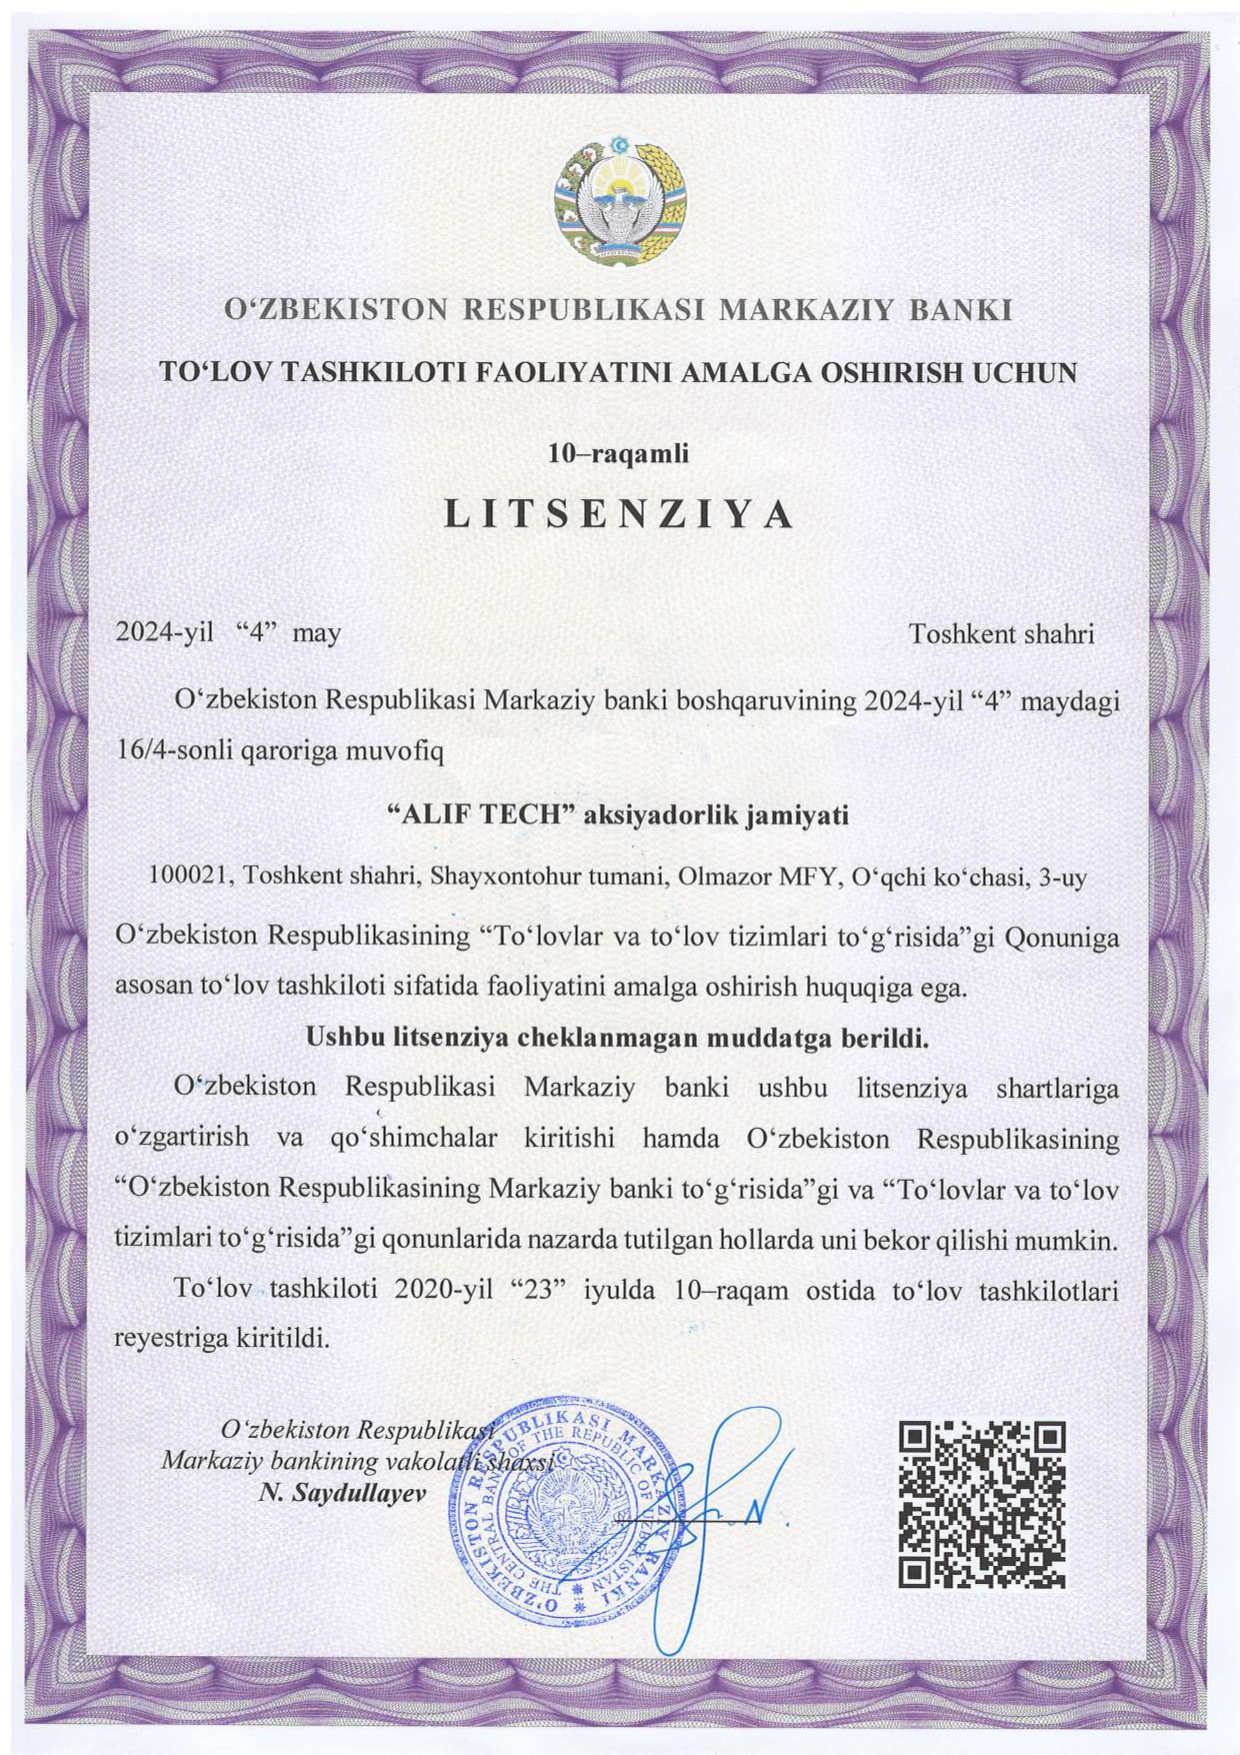 O‘ZBEKISTON RESPUBLIKASI MARKAZIY BANKI
TO‘LOV TASHKILOTI FAOLIYATINI AMALGA OSHIRISH UCHUN
10–raqamli
LITSENZIYA
2024-yil “4” may Toshkent shahri
O‘zbekiston Respublikasi Markaziy banki boshqaruvining 2024-yil “4” maydagi
16/4-sonli qaroriga muvofiq
“ALIF TECH” aksiyadorlik jamiyati
100021, Toshkent shahri, Shayxontohur tumani, Olmazor MFY, O‘qchi ko‘chasi, 3-uy
O‘zbekiston Respublikasining “To‘lovlar va to‘lov tizimlari to‘g‘risida”gi Qonuniga
asosan to‘lov tashkiloti sifatida faoliyatini amalga oshirish huquqiga ega.
Ushbu litsenziya cheklanmagan muddatga berildi.
O‘zbekiston Respublikasi Markaziy banki ushbu litsenziya shartlariga
o‘zgartirish va qo‘shimchalar kiritishi hamda O‘zbekiston Respublikasining
“O‘zbekiston Respublikasining Markaziy banki to‘g‘risida”gi va “To‘lovlar va to‘lov
tizimlari to‘g‘risida”gi qonunlarida nazarda tutilgan hollarda uni bekor qilishi mumkin.
To‘lov tashkiloti 2020-yil “23” iyulda 10–raqam ostida to‘lov tashkilotlari
reyestriga kiritildi.
O‘zbekiston Respublikasi
Markaziy bankining vakolatli shaxsi
N. Saydullayev
O‘ZBEKISTON RESPUBLIKASI MARKAZIY BANKI
THE CENTRAL BANK OF THE REPUBLIC OF UZBEKISTAN